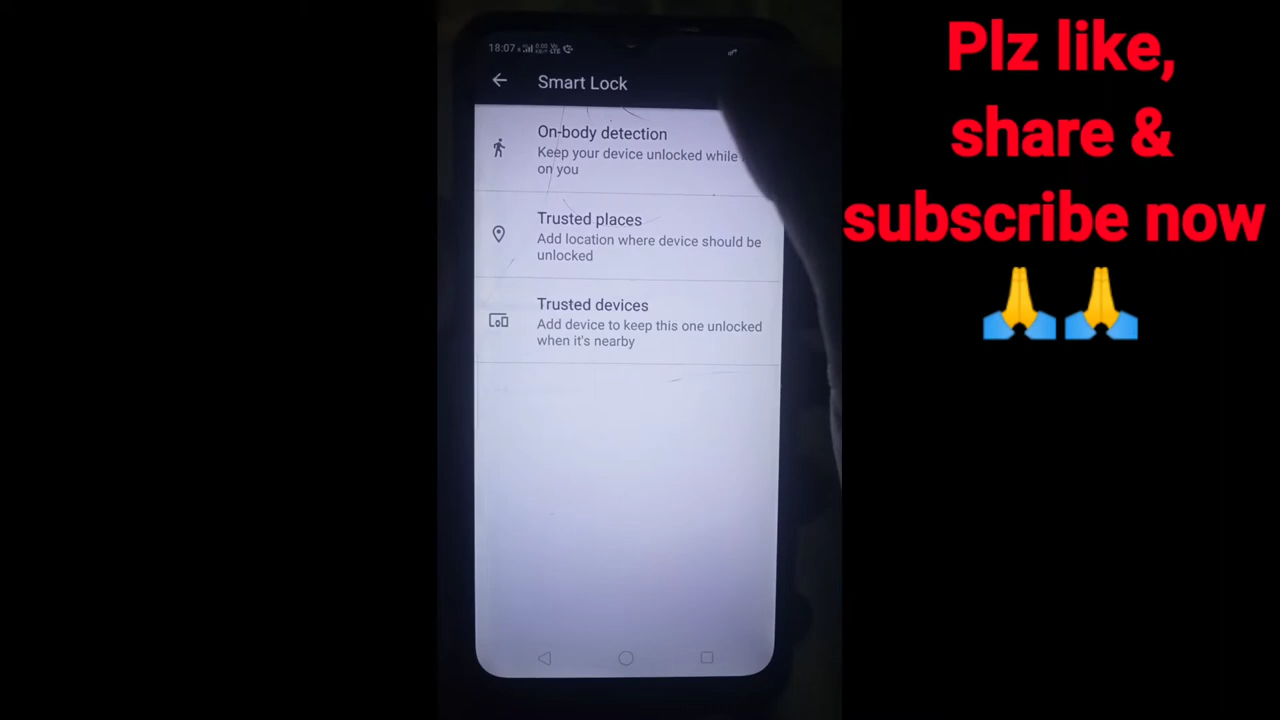 18:07
Smart Lock
On-body detection
Keep your device unlocked while
on you
Trusted places
Add location where device should be
unlocked
Trusted devices
Add device to keep this one unlocked
when it's nearby
Plz like,
share &
subscribe now
🙏🙏